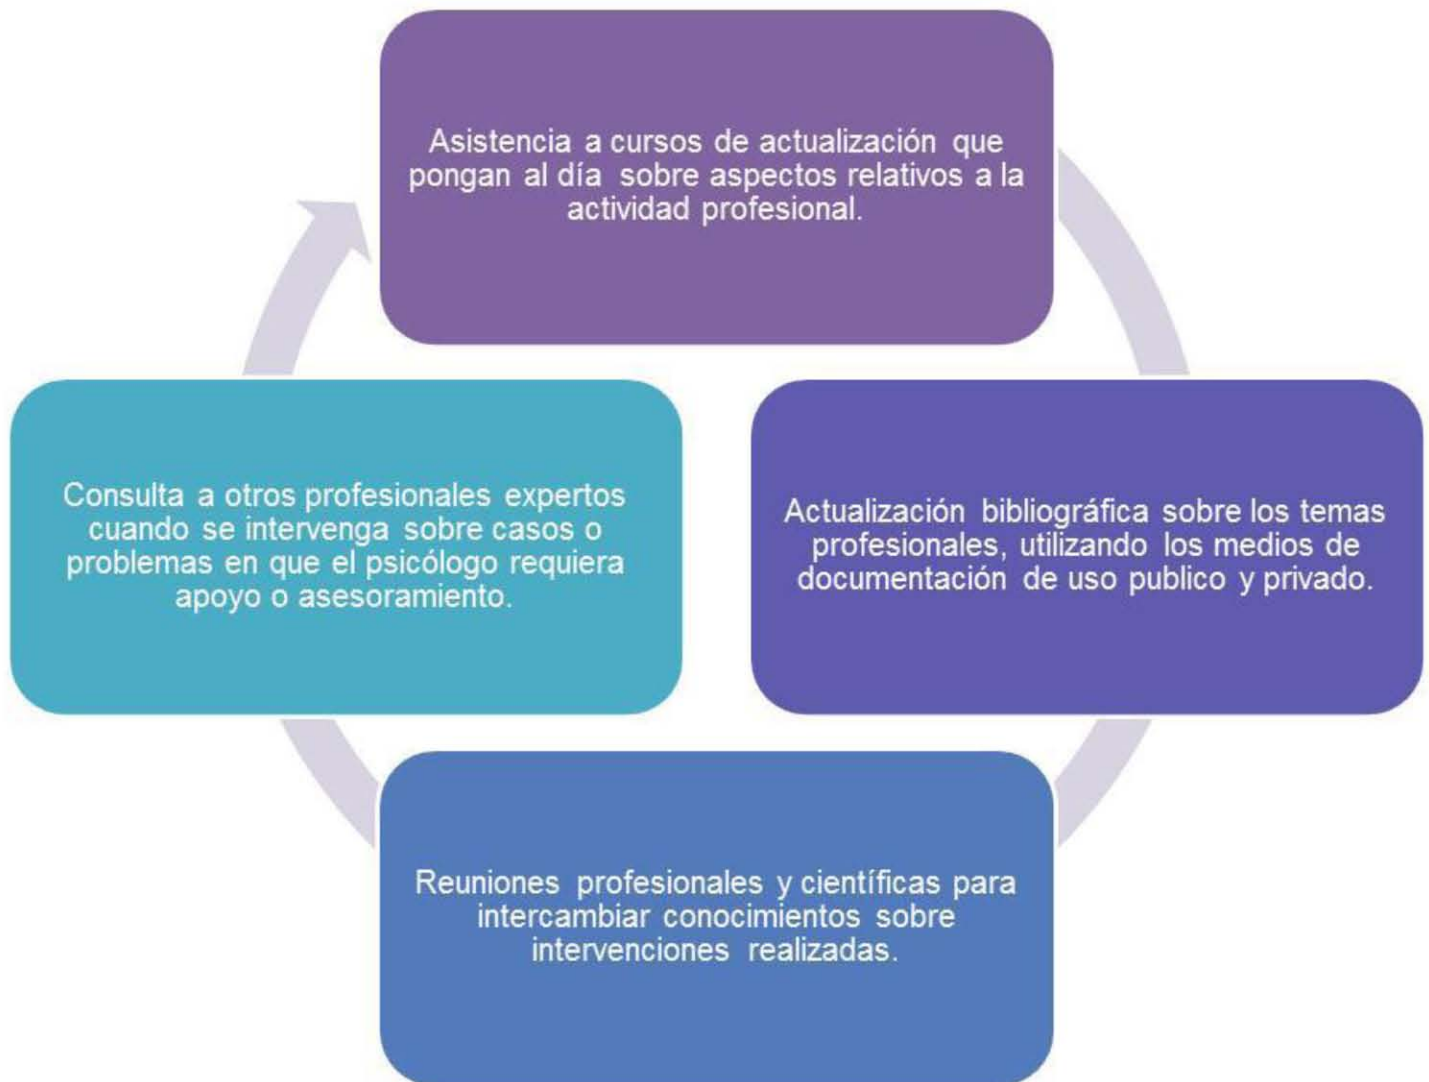 Asistencia a cursos de actualización que
pongan al día sobre aspectos relativos a la
actividad profesional.
Actualización bibliográfica sobre los temas
profesionales, utilizando los medios de
documentación de uso publico y privado.
Reuniones profesionales y científicas para
intercambiar conocimientos sobre
intervenciones realizadas.
Consulta a otros profesionales expertos
cuando se intervenga sobre casos o
problemas en que el psicólogo requiera
apoyo o asesoramiento.